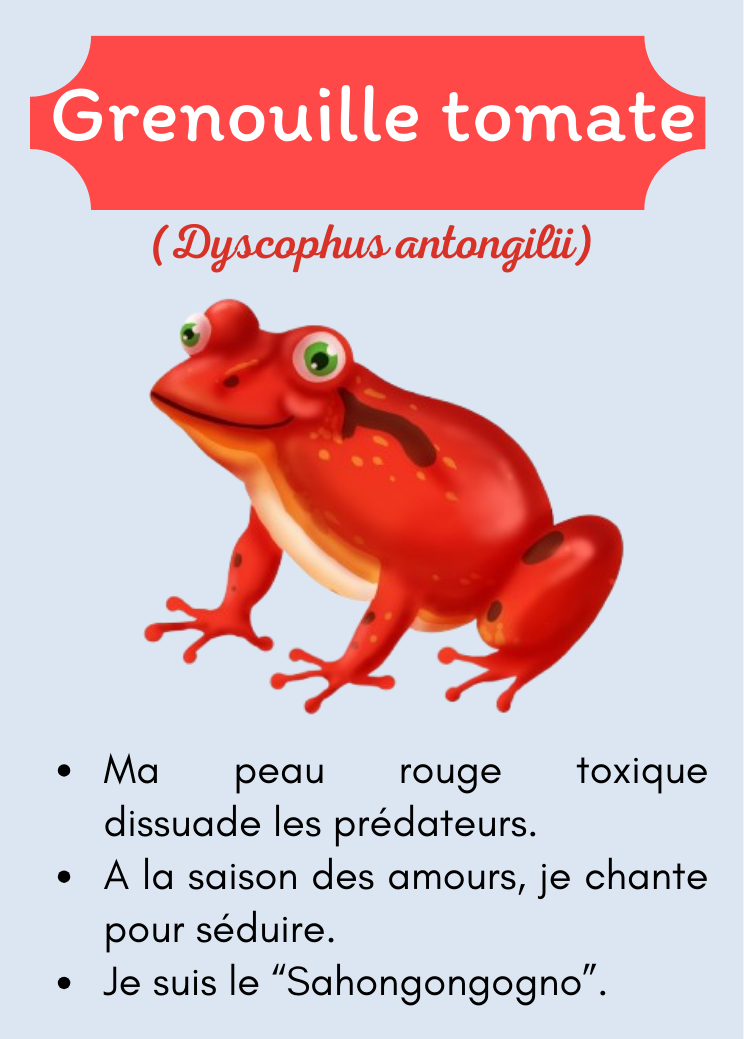 Grenouille tomate
( Dyscophus antongilii)
• Ma peau rouge toxique
dissuade les prédateurs.
• A la saison des amours, je chante
pour séduire.
• Je suis le “Sahongongogno”.